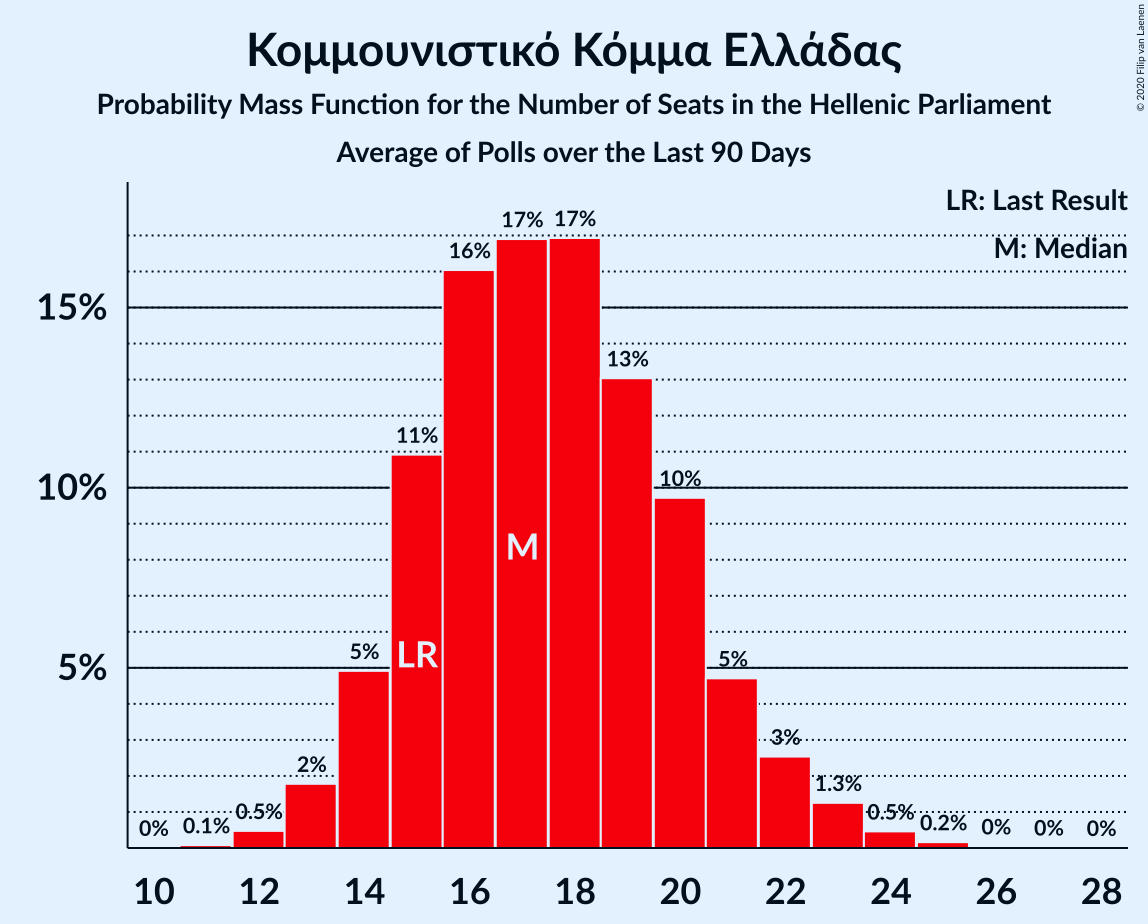 Κομμουνιστικό Κόμμα Ελλάδας
Probability Mass Function for the Number of Seats in the Hellenic Parliament
Average of Polls over the Last 90 Days
© 2020 Filip van Laenen
LR: Last Result
M: Median
15%
10%
5%
0%
0.1%
0.5%
2%
5%
11%
16%
17%
17%
13%
10%
5%
3%
1.3%
0.5%
0.2%
0%
0%
0%
LR
M
10 12 14 16 18 20 22 24 26 28